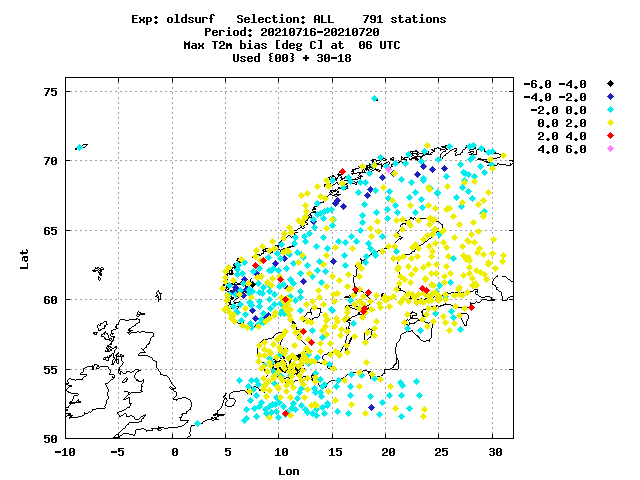 Exp: oldsurf   Selection: ALL    791 stations
Period: 20210716-20210720
Max T2m bias [deg C] at  06 UTC
Used {00} + 30-18
-6.0 -4.0
-4.0 -2.0
-2.0 0.0
0.0 2.0
2.0 4.0
4.0 6.0
75
70
65
60
55
50
Lat
-10 -5 0 5 10 15 20 25 30
Lon